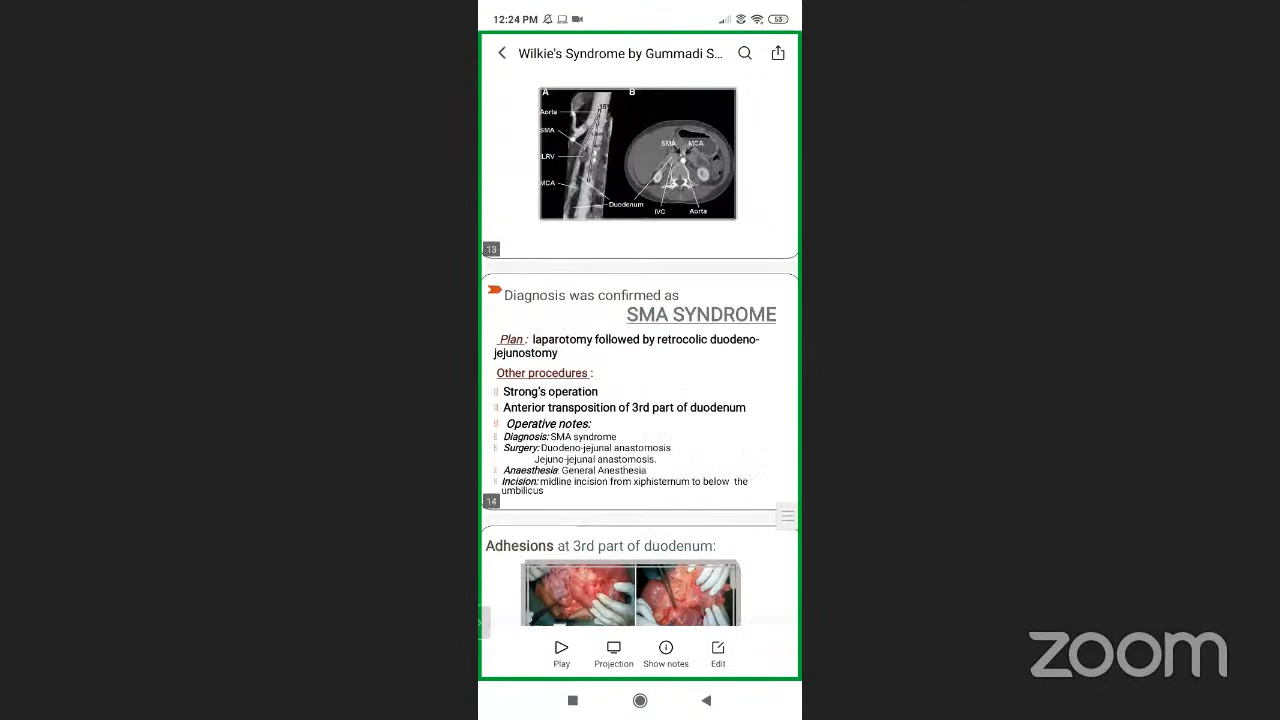 12:24 PM
53
Wilkie's Syndrome by Gummadi S...
A
B
15°
Aorta
SMA
SMA MCA
LRV
MCA
Duodenum
IVC Aorta
13
Diagnosis was confirmed as
SMA SYNDROME
Plan : laparotomy followed by retrocolic duodeno-
jejunostomy
Other procedures :
Strong's operation
Anterior transposition of 3rd part of duodenum
Operative notes:
Diagnosis: SMA syndrome
Surgery: Duodeno-jejunal anastomosis
Jejuno-jejunal anastomosis.
Anaesthesia: General Anesthesia
Incision: midline incision from xiphisternum to below the
umbilicus
14
Adhesions at 3rd part of duodenum:
Play Projection Show notes Edit
zoom